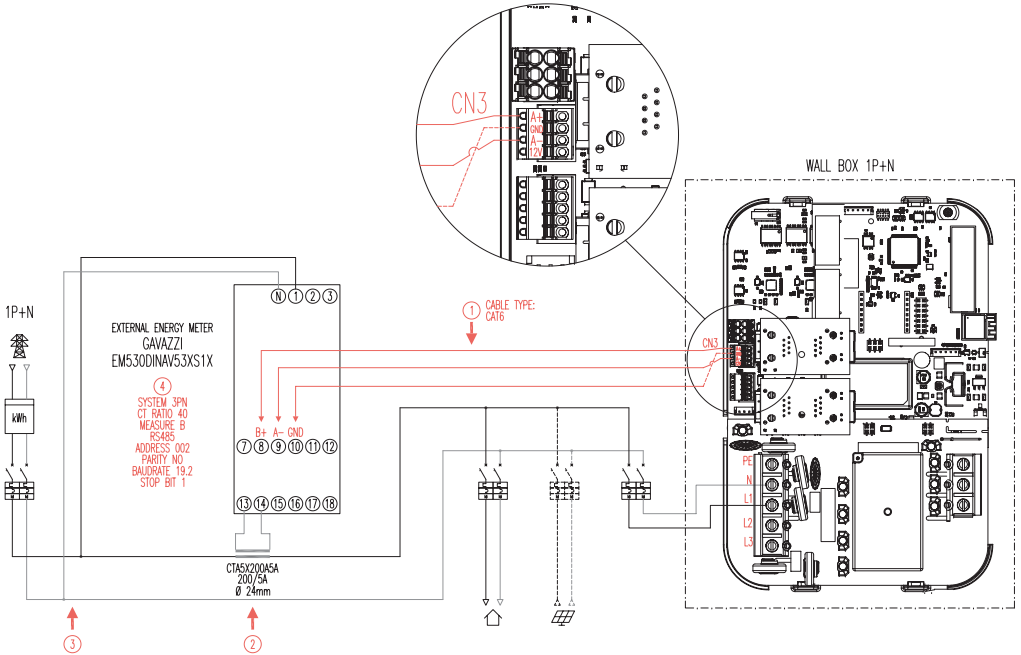 CN3
A+
GND
A-
12V
WALL BOX 1P+N
1P+N
kWh
N 1 2 3
EXTERNAL ENERGY METER
GAVAZZI
EM530DINAV53XS1X
4
SYSTEM 3PN
CT RATIO 40
MEASURE B
RS485
ADDRESS 002
PARITY NO
BAUDRATE 19.2
STOP BIT 1
1 CABLE TYPE:
CAT6
CN3
B+ A- GND
7 8 9 10 11 12
13 14 15 16 17 18
CTA5X200A5A
200/5A
Ø 24mm
PE
N
L1
L2
L3
3
2